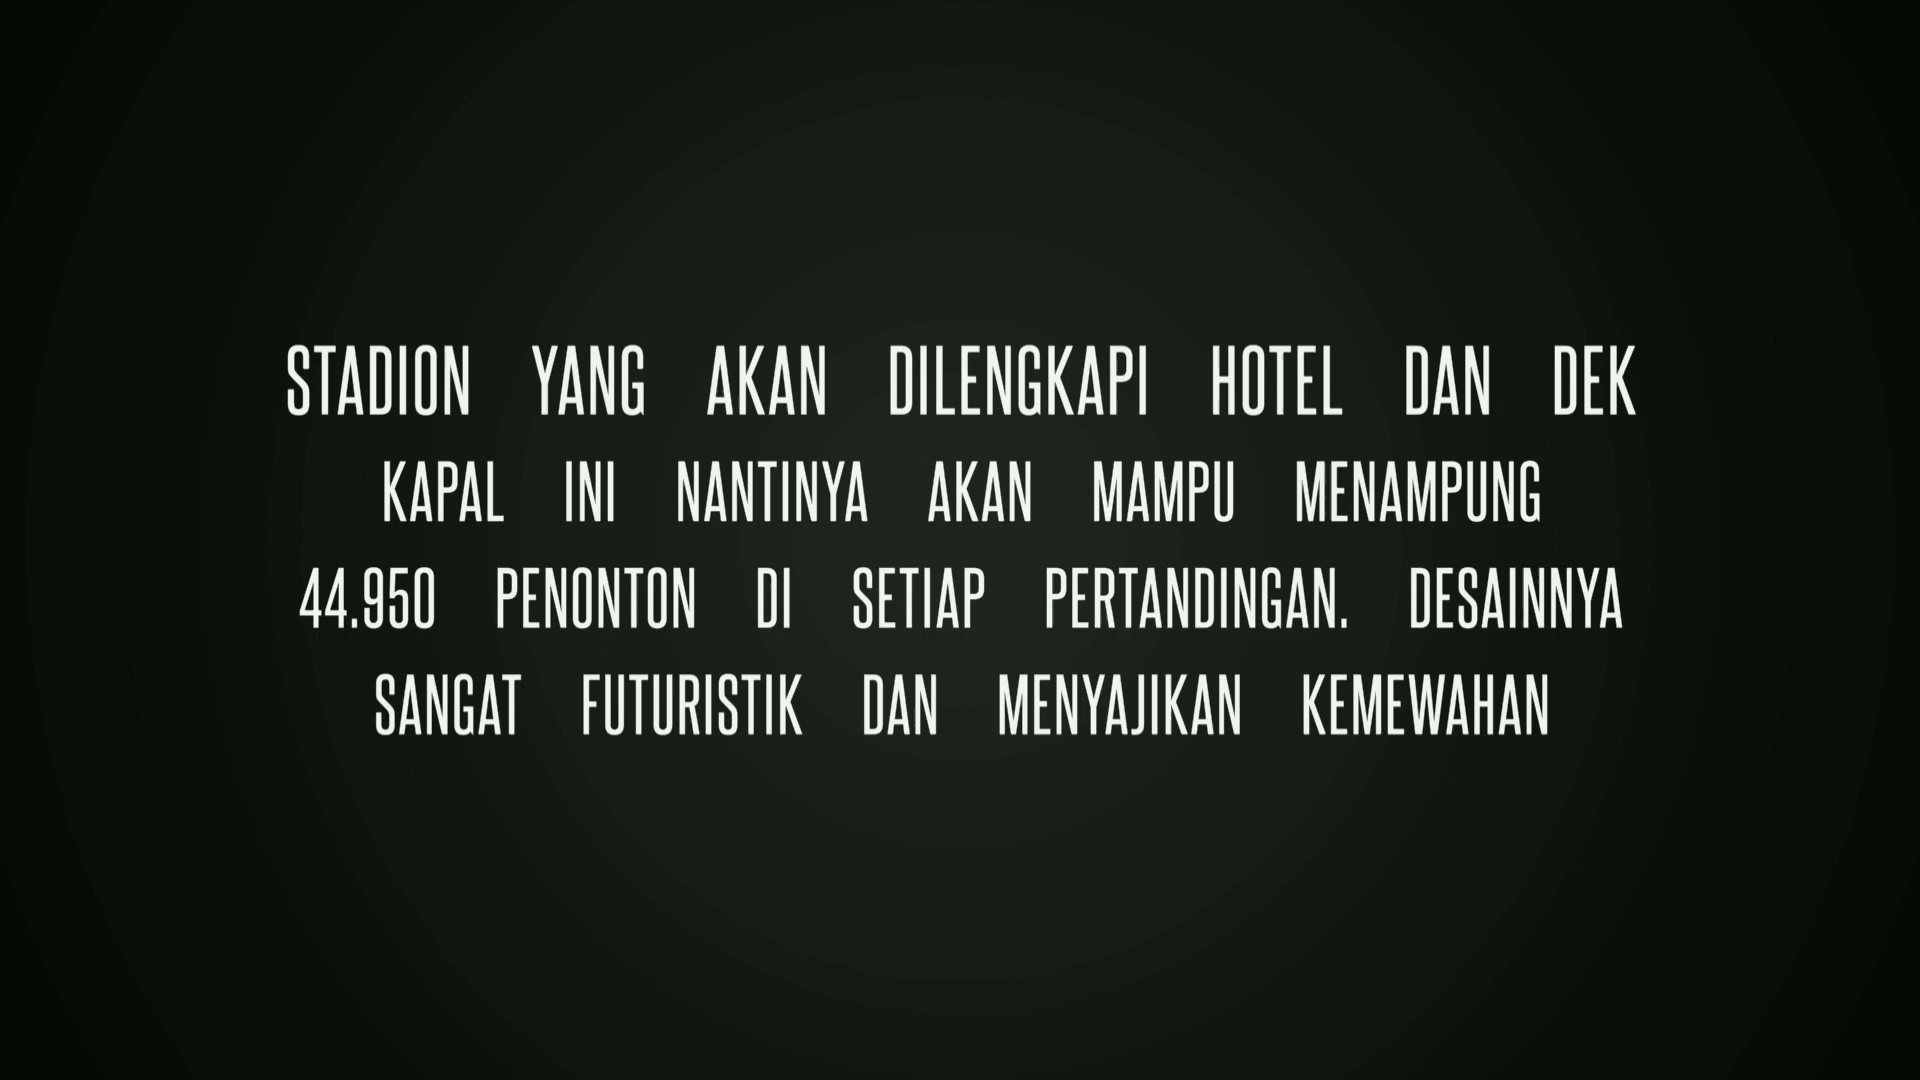 STADION YANG AKAN DILENGKAPI HOTEL DAN DEK
KAPAL INI NANTINYA AKAN MAMPU MENAMPUNG
44.950 PENONTON DI SETIAP PERTANDINGAN. DESAINNYA
SANGAT FUTURISTIK DAN MENYAJIKAN KEMEWAHAN